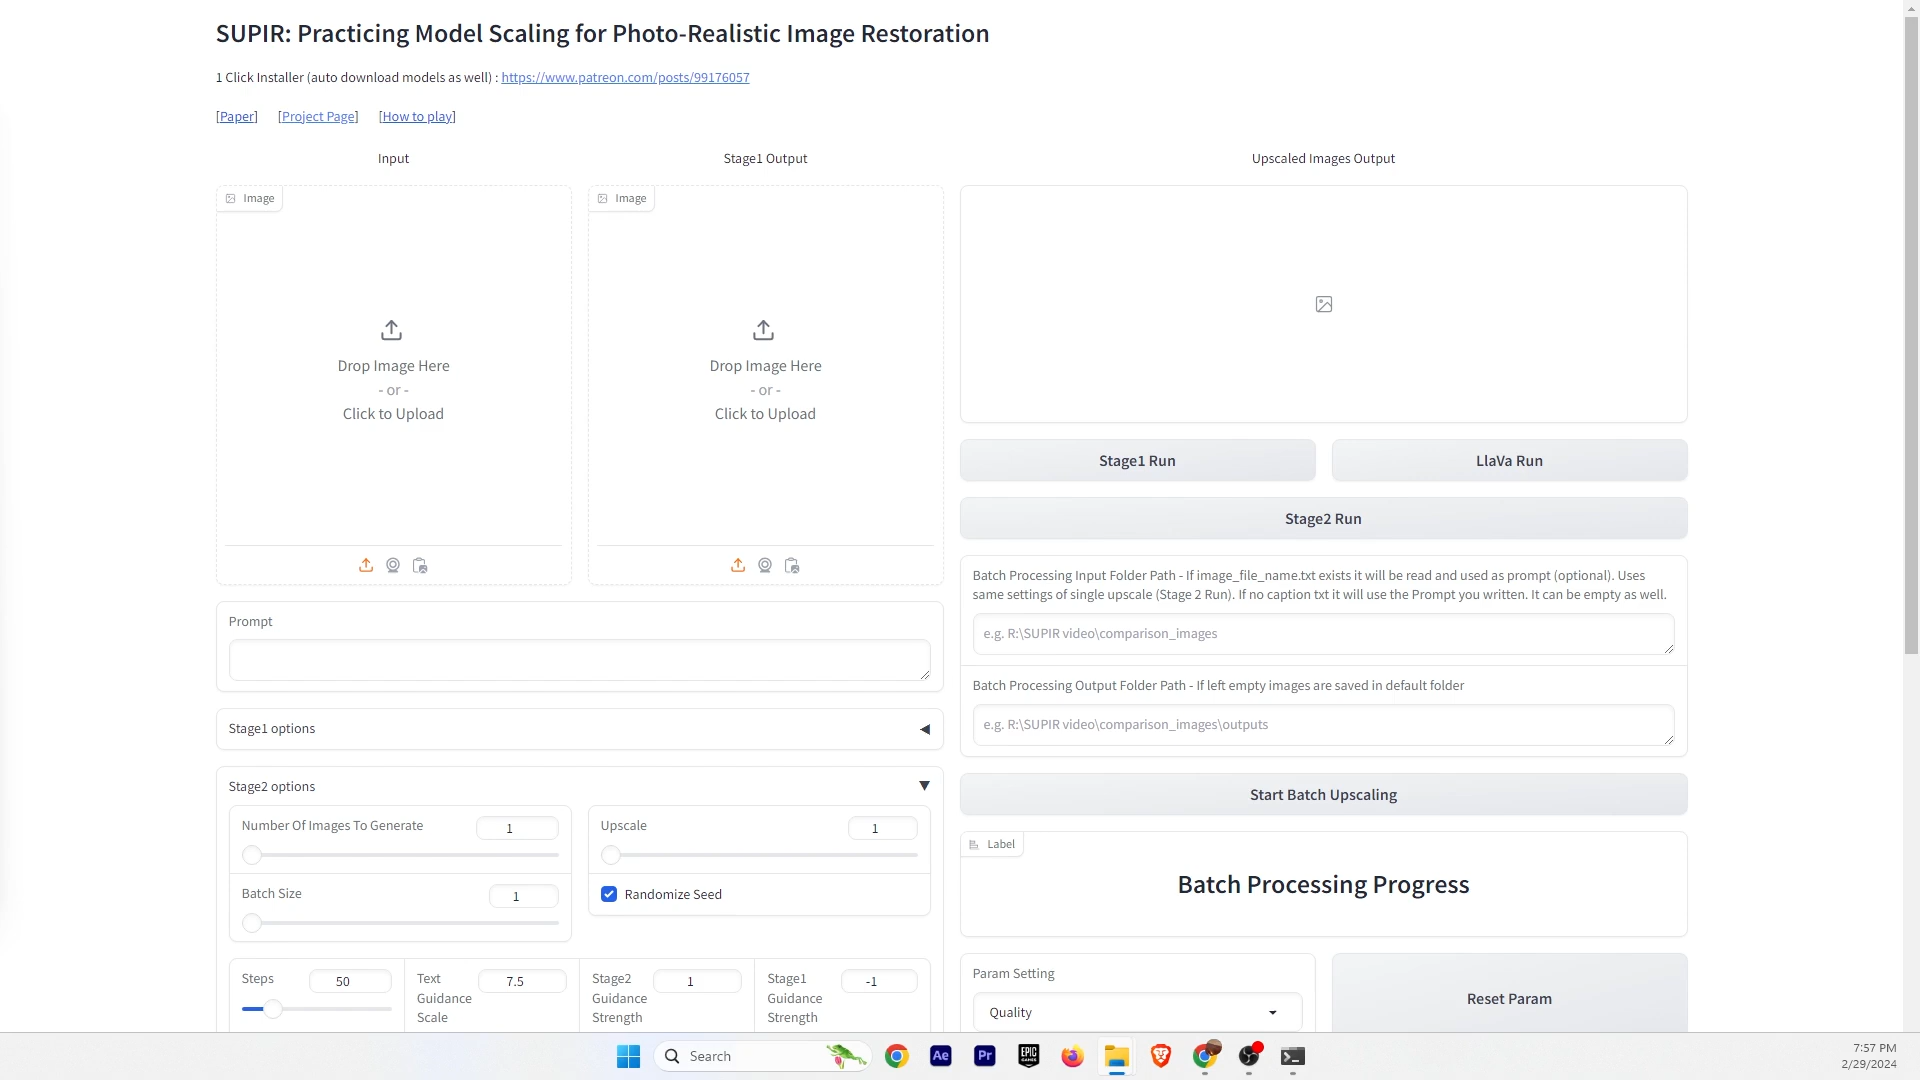 SUPIR: Practicing Model Scaling for Photo-Realistic Image Restoration
1 Click Installer (auto download models as well) : https://www.patreon.com/posts/99176057
[Paper] [Project Page] [How to play]
Input
Stage1 Output
Upscaled Images Output
Image
Drop Image Here
- or -
Click to Upload
Image
Drop Image Here
- or -
Click to Upload
Stage1 Run
LlaVa Run
Stage2 Run
Batch Processing Input Folder Path - If image_file_name.txt exists it will be read and used as prompt (optional). Uses
same settings of single upscale (Stage 2 Run). If no caption txt it will use the Prompt you written. It can be empty as well.
e.g. R:\SUPIR video\comparison_images
Batch Processing Output Folder Path - If left empty images are saved in default folder
e.g. R:\SUPIR video\comparison_images\outputs
Start Batch Upscaling
Label
Batch Processing Progress
Param Setting
Quality
Reset Param
Prompt
Stage1 options
Stage2 options
Number Of Images To Generate
1
Upscale
1
Batch Size
1
Randomize Seed
Steps
50
Text
Guidance
Scale
7.5
Stage2
Guidance
Strength
1
Stage1
Guidance
Strength
-1
Search
Ae
Pr
EPIC
GAMES
7:57 PM
2/29/2024